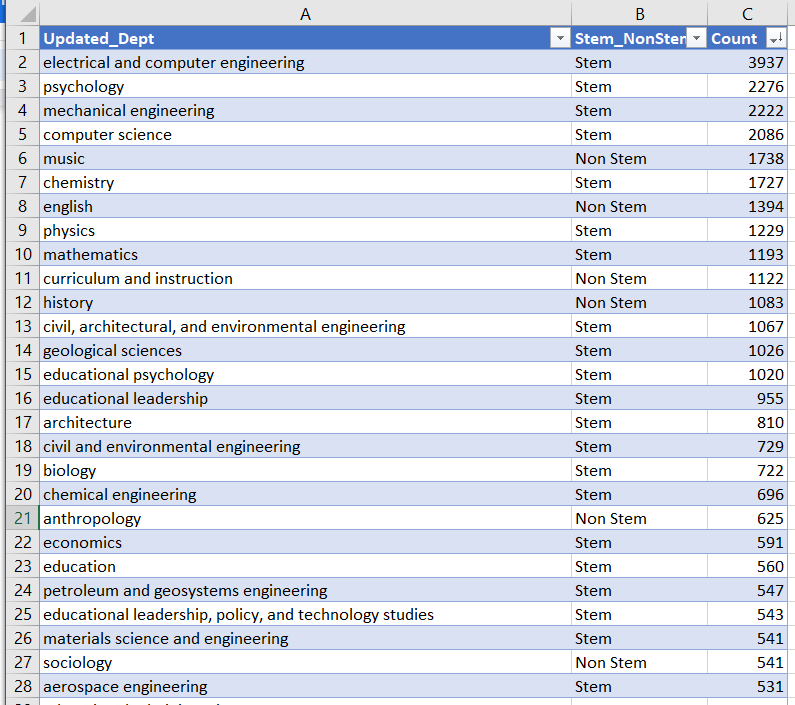 A B C
1 Updated_Dept Stem_NonStem Count
2 electrical and computer engineering Stem 3937
3 psychology Stem 2276
4 mechanical engineering Stem 2222
5 computer science Stem 2086
6 music Non Stem 1738
7 chemistry Stem 1727
8 english Non Stem 1394
9 physics Stem 1229
10 mathematics Stem 1193
11 curriculum and instruction Non Stem 1122
12 history Non Stem 1083
13 civil, architectural, and environmental engineering Stem 1067
14 geological sciences Stem 1026
15 educational psychology Stem 1020
16 educational leadership Stem 955
17 architecture Stem 810
18 civil and environmental engineering Stem 729
19 biology Stem 722
20 chemical engineering Stem 696
21 anthropology Non Stem 625
22 economics Stem 591
23 education Stem 560
24 petroleum and geosystems engineering Stem 547
25 educational leadership, policy, and technology studies Stem 543
26 materials science and engineering Stem 541
27 sociology Non Stem 541
28 aerospace engineering Stem 531